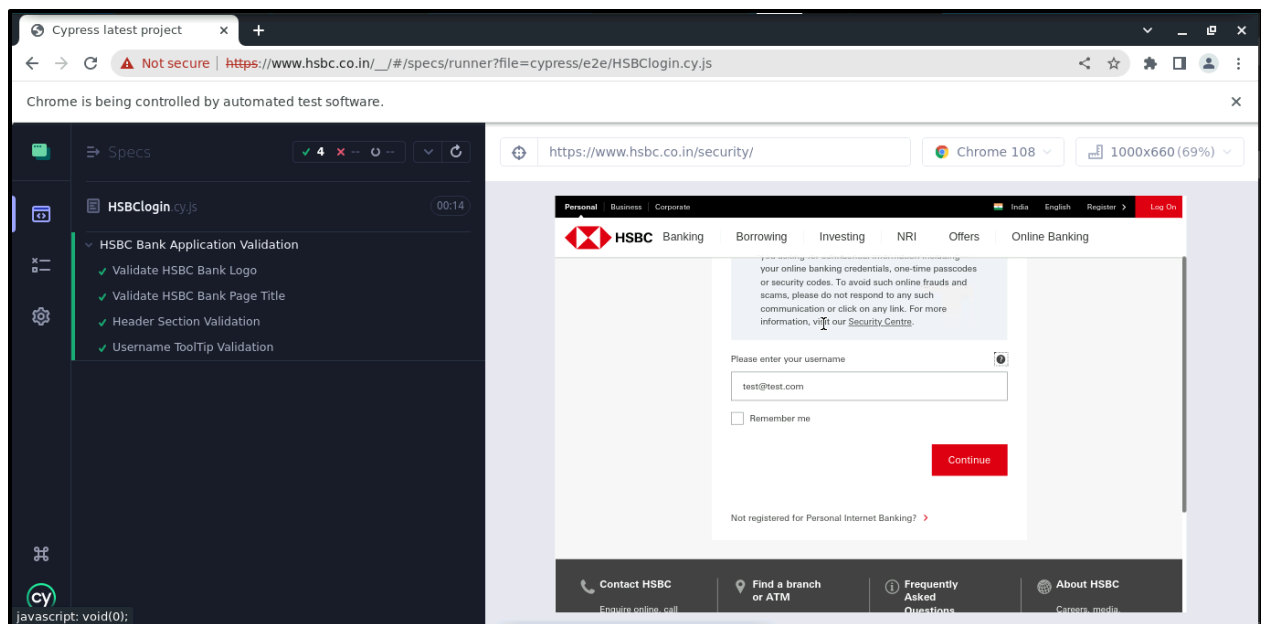 Cypress latest project
Not secure https://www.hsbc.co.in/__/#/specs/runner?file=cypress/e2e/HSBClogin.cy.js
Chrome is being controlled by automated test software.
Specs
4 -- --
https://www.hsbc.co.in/security/
Chrome 108
1000x660 (69%)
HSBClogin.cy.js
00:14
HSBC Bank Application Validation
Validate HSBC Bank Logo
Validate HSBC Bank Page Title
Header Section Validation
Username ToolTip Validation
cy
javascript: void(0);
Personal Business Corporate
India English Register Log On
HSBC Banking Borrowing Investing NRI Offers Online Banking
your online banking credentials, one-time passcodes
or security codes. To avoid such online frauds and
scams, please do not respond to any such
communication or click on any link. For more
information, visit our Security Centre.
Please enter your username
?
test@test.com
Remember me
Continue
Not registered for Personal Internet Banking?
Contact HSBC
Enquire online, call
Find a branch
or ATM
Frequently
Asked
Questions
About HSBC
Careers, media,